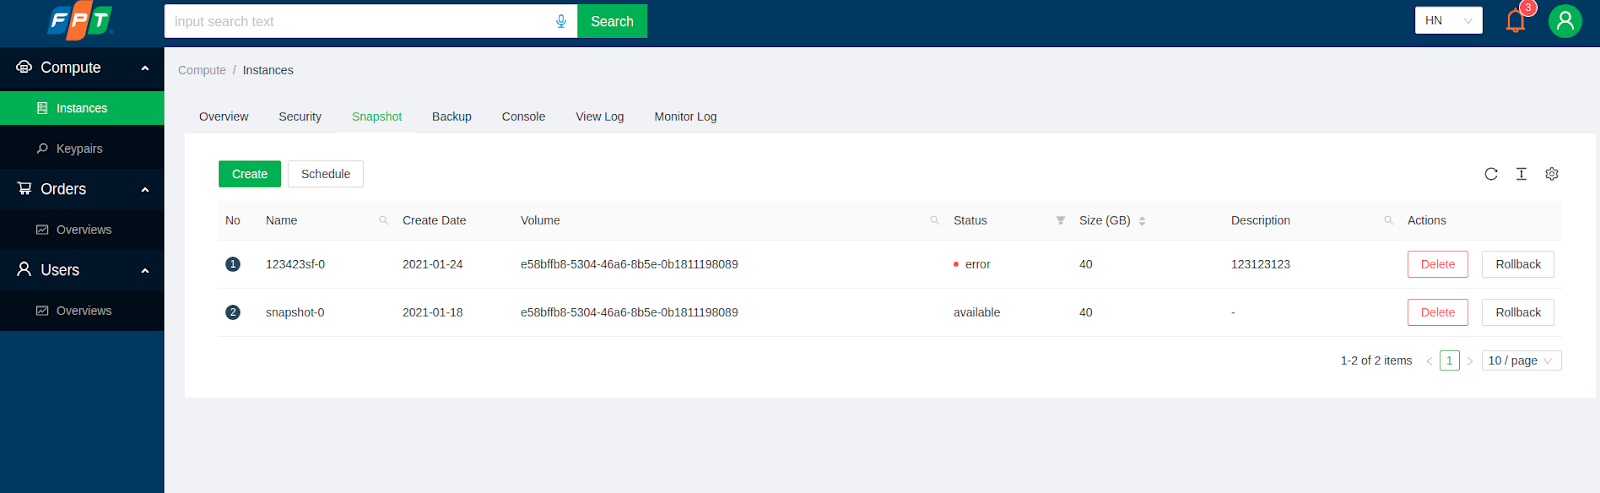 FPT
input search text
Search
HN
3
Compute
Instances
Keypairs
Orders
Overviews
Users
Overviews
Compute / Instances
Overview Security Snapshot Backup Console View Log Monitor Log
Create Schedule
No Name Create Date Volume Status Size (GB) Description Actions
1 123423sf-0 2021-01-24 e58bffb8-5304-46a6-8b5e-0b1811198089 error 40 123123123 Delete Rollback
2 snapshot-0 2021-01-18 e58bffb8-5304-46a6-8b5e-0b1811198089 available 40 - Delete Rollback
1-2 of 2 items < 1 > 10 / page